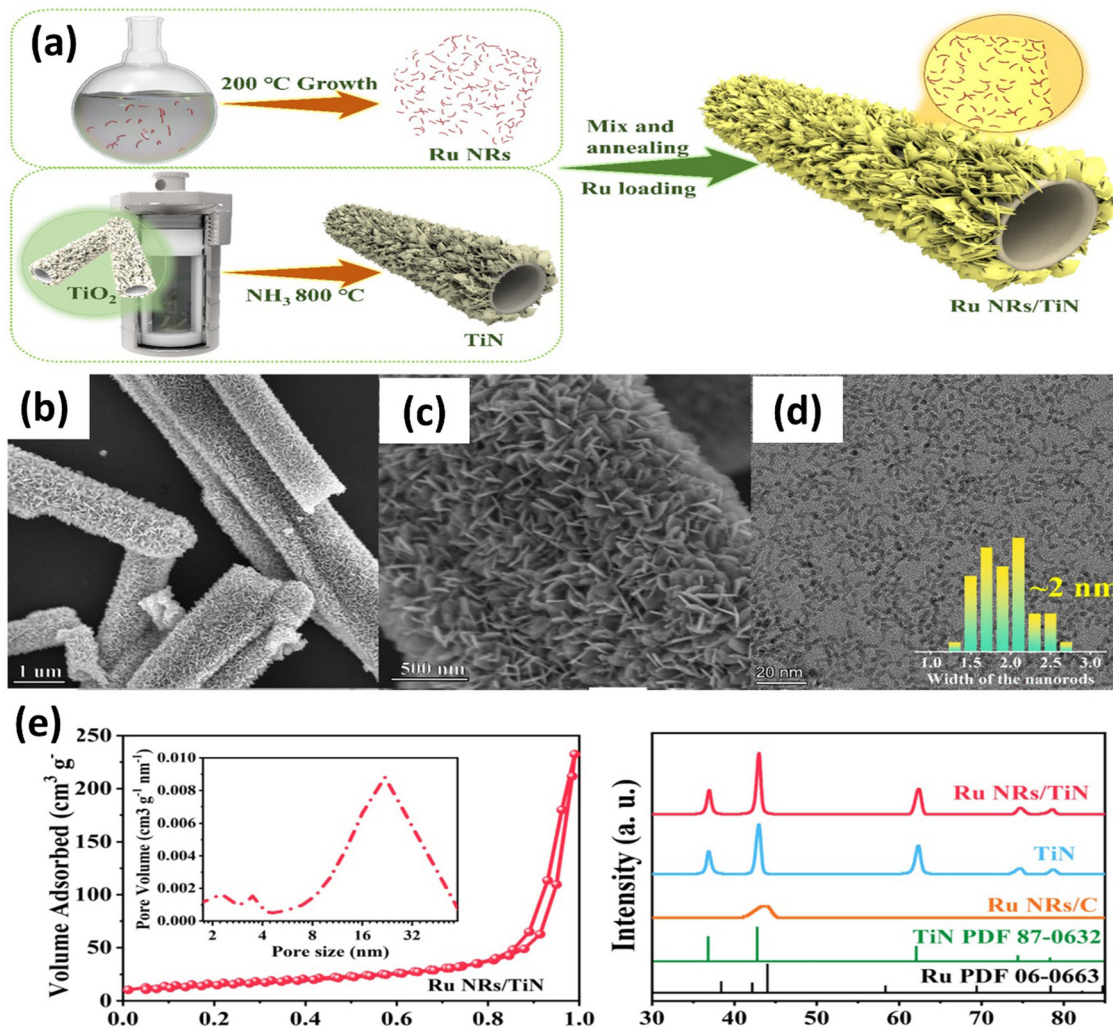 (a)
200 °C Growth
Ru NRs
TiO2
NH3 800 °C
TiN
Mix and
annealing
Ru loading
Ru NRs/TiN
(b)
1 um
(c)
500 nm
(d)
~2 nm
1.0 1.5 2.0 2.5 3.0
Width of the nanorods
20 nm
(e)
Volume Adsorbed (cm3 g-
250
200
150
100
50
0
0.0 0.2 0.4 0.6 0.8 1.0
Pore Volume (cm3 g-1 nm-1)
0.010
0.008
0.006
0.004
0.002
0.000
2 4 8 16 32
Pore size (nm)
Ru NRs/TiN
Intensity (a. u.)
Ru NRs/TiN
TiN
Ru NRs/C
TiN PDF 87-0632
Ru PDF 06-0663
30 40 50 60 70 80